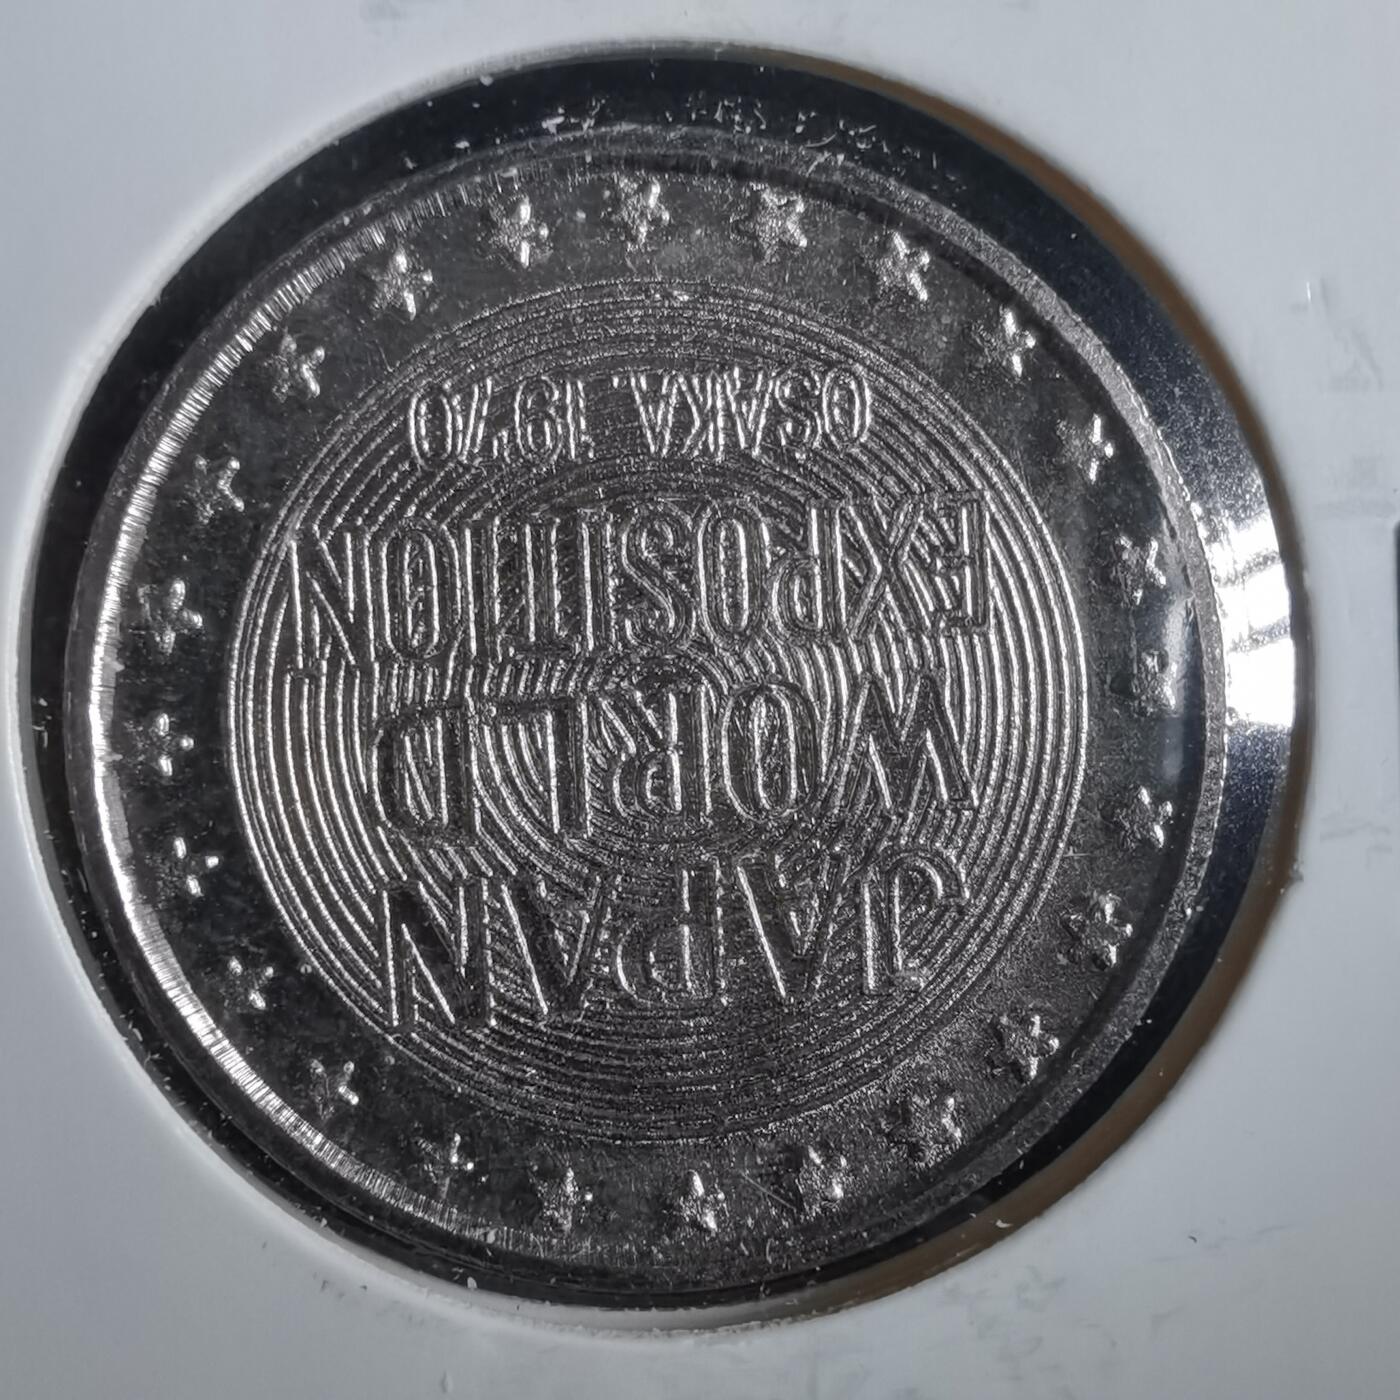 JAPAN
WORLD
EXPOSITION
OSAKA, 1970